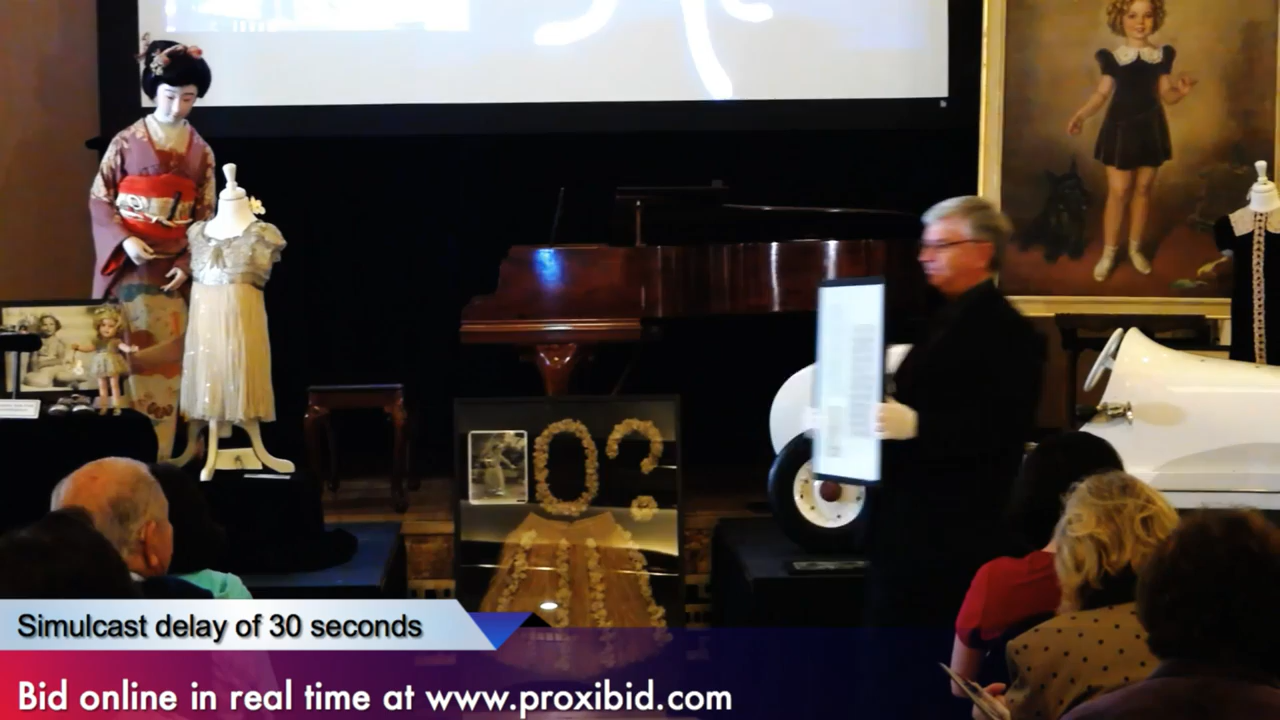 Simulcast delay of 30 seconds
Bid online in real time at www.proxibid.com